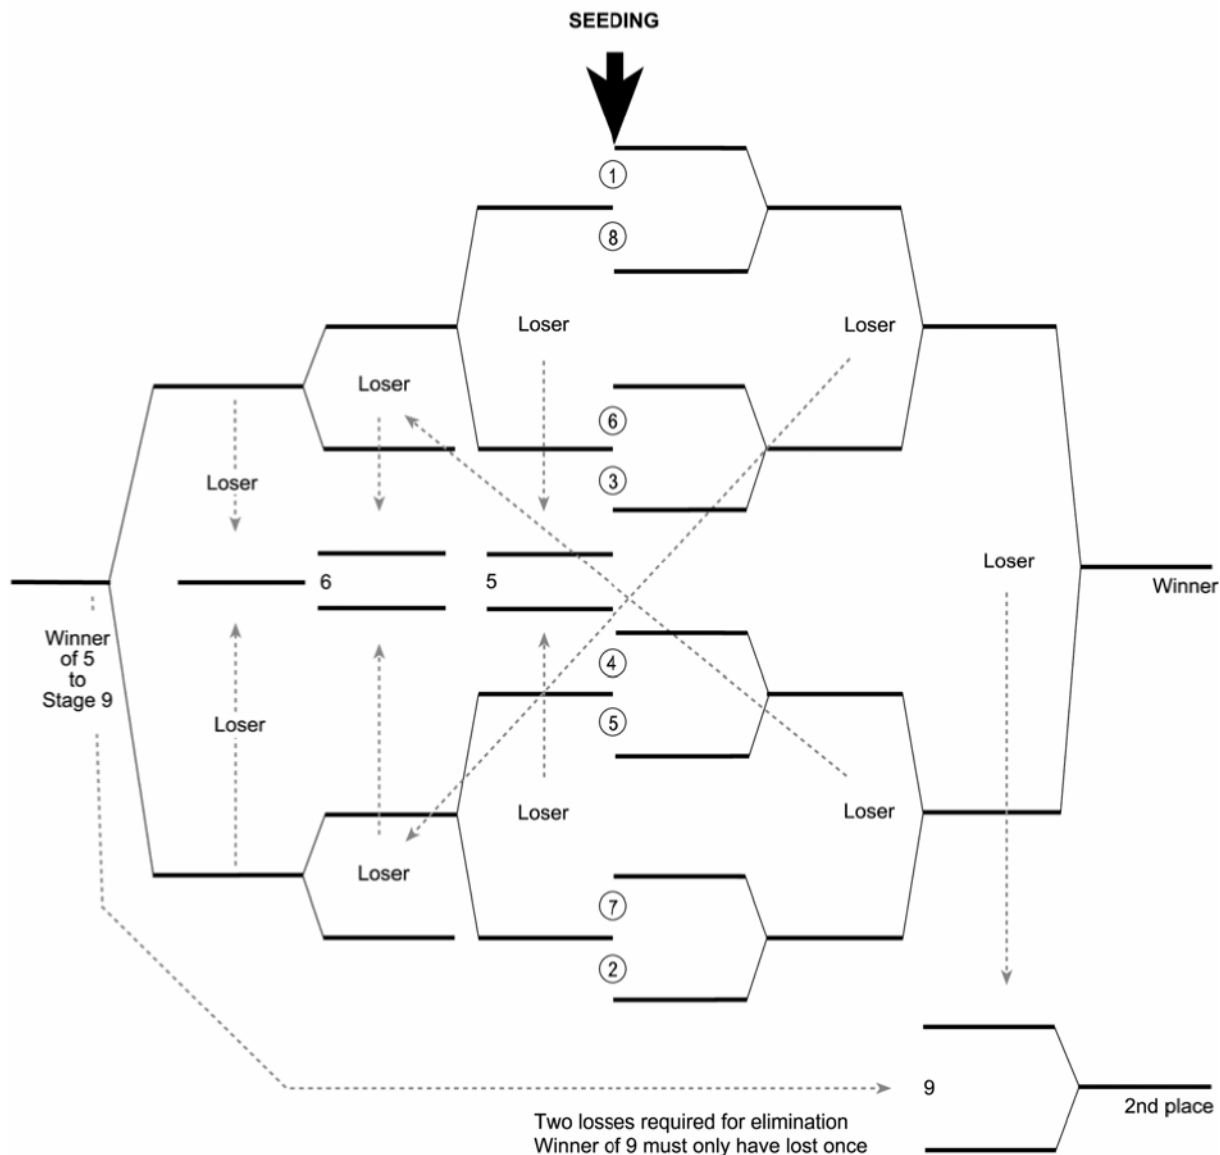 SEEDING
1
8
Loser
Loser
Loser
6
3
Loser
Loser
6
5
Winner
4
Winner
of 5
to
Stage 9
5
Loser
Loser
Loser
Loser
7
2
9
2nd place
Two losses required for elimination
Winner of 9 must only have lost once